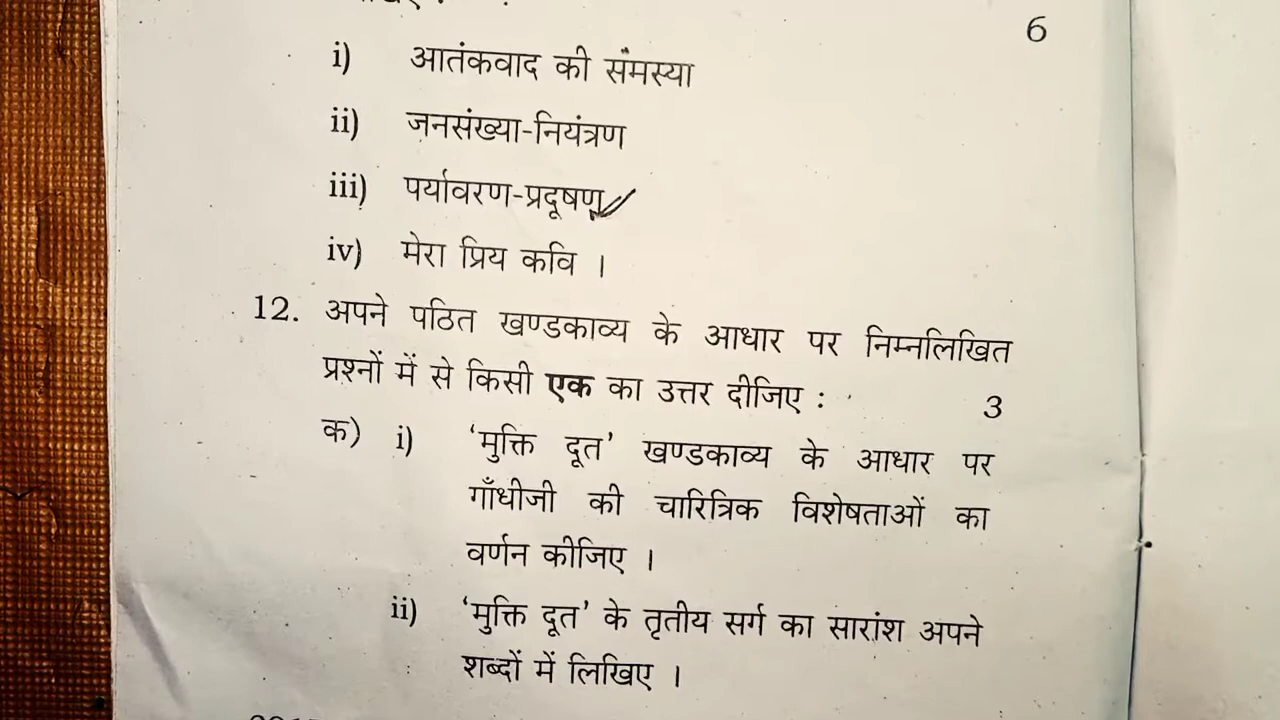 6
i) आतंकवाद की संमस्या
ii) जनसंख्या-नियंत्रण
iii) पर्यावरण-प्रदूषण
iv) मेरा प्रिय कवि ।
12. अपने पठित खण्डकाव्य के आधार पर निम्नलिखित
प्रश्नों में से किसी एक का उत्तर दीजिए : 3
क) i) ‘मुक्ति दूत’ खण्डकाव्य के आधार पर
गाँधीजी की चारित्रिक विशेषताओं का
वर्णन कीजिए ।
ii) ‘मुक्ति दूत’ के तृतीय सर्ग का सारांश अपने
शब्दों में लिखिए ।